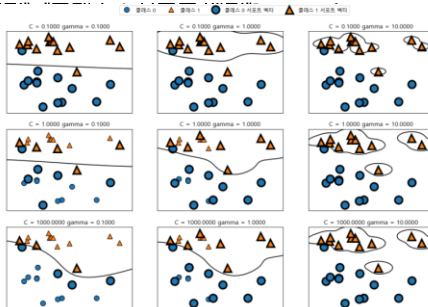 클래스 0 클래스 1 클래스 0 서포트 벡터 클래스 1 서포트 벡터
C = 0.1000 gamma = 0.1000 C = 0.1000 gamma = 1.0000 C = 0.1000 gamma = 10.0000
C = 1.0000 gamma = 0.1000 C = 1.0000 gamma = 1.0000 C = 1.0000 gamma = 10.0000
C = 1000.0000 gamma = 0.1000 C = 1000.0000 gamma = 1.0000 C = 1000.0000 gamma = 10.0000